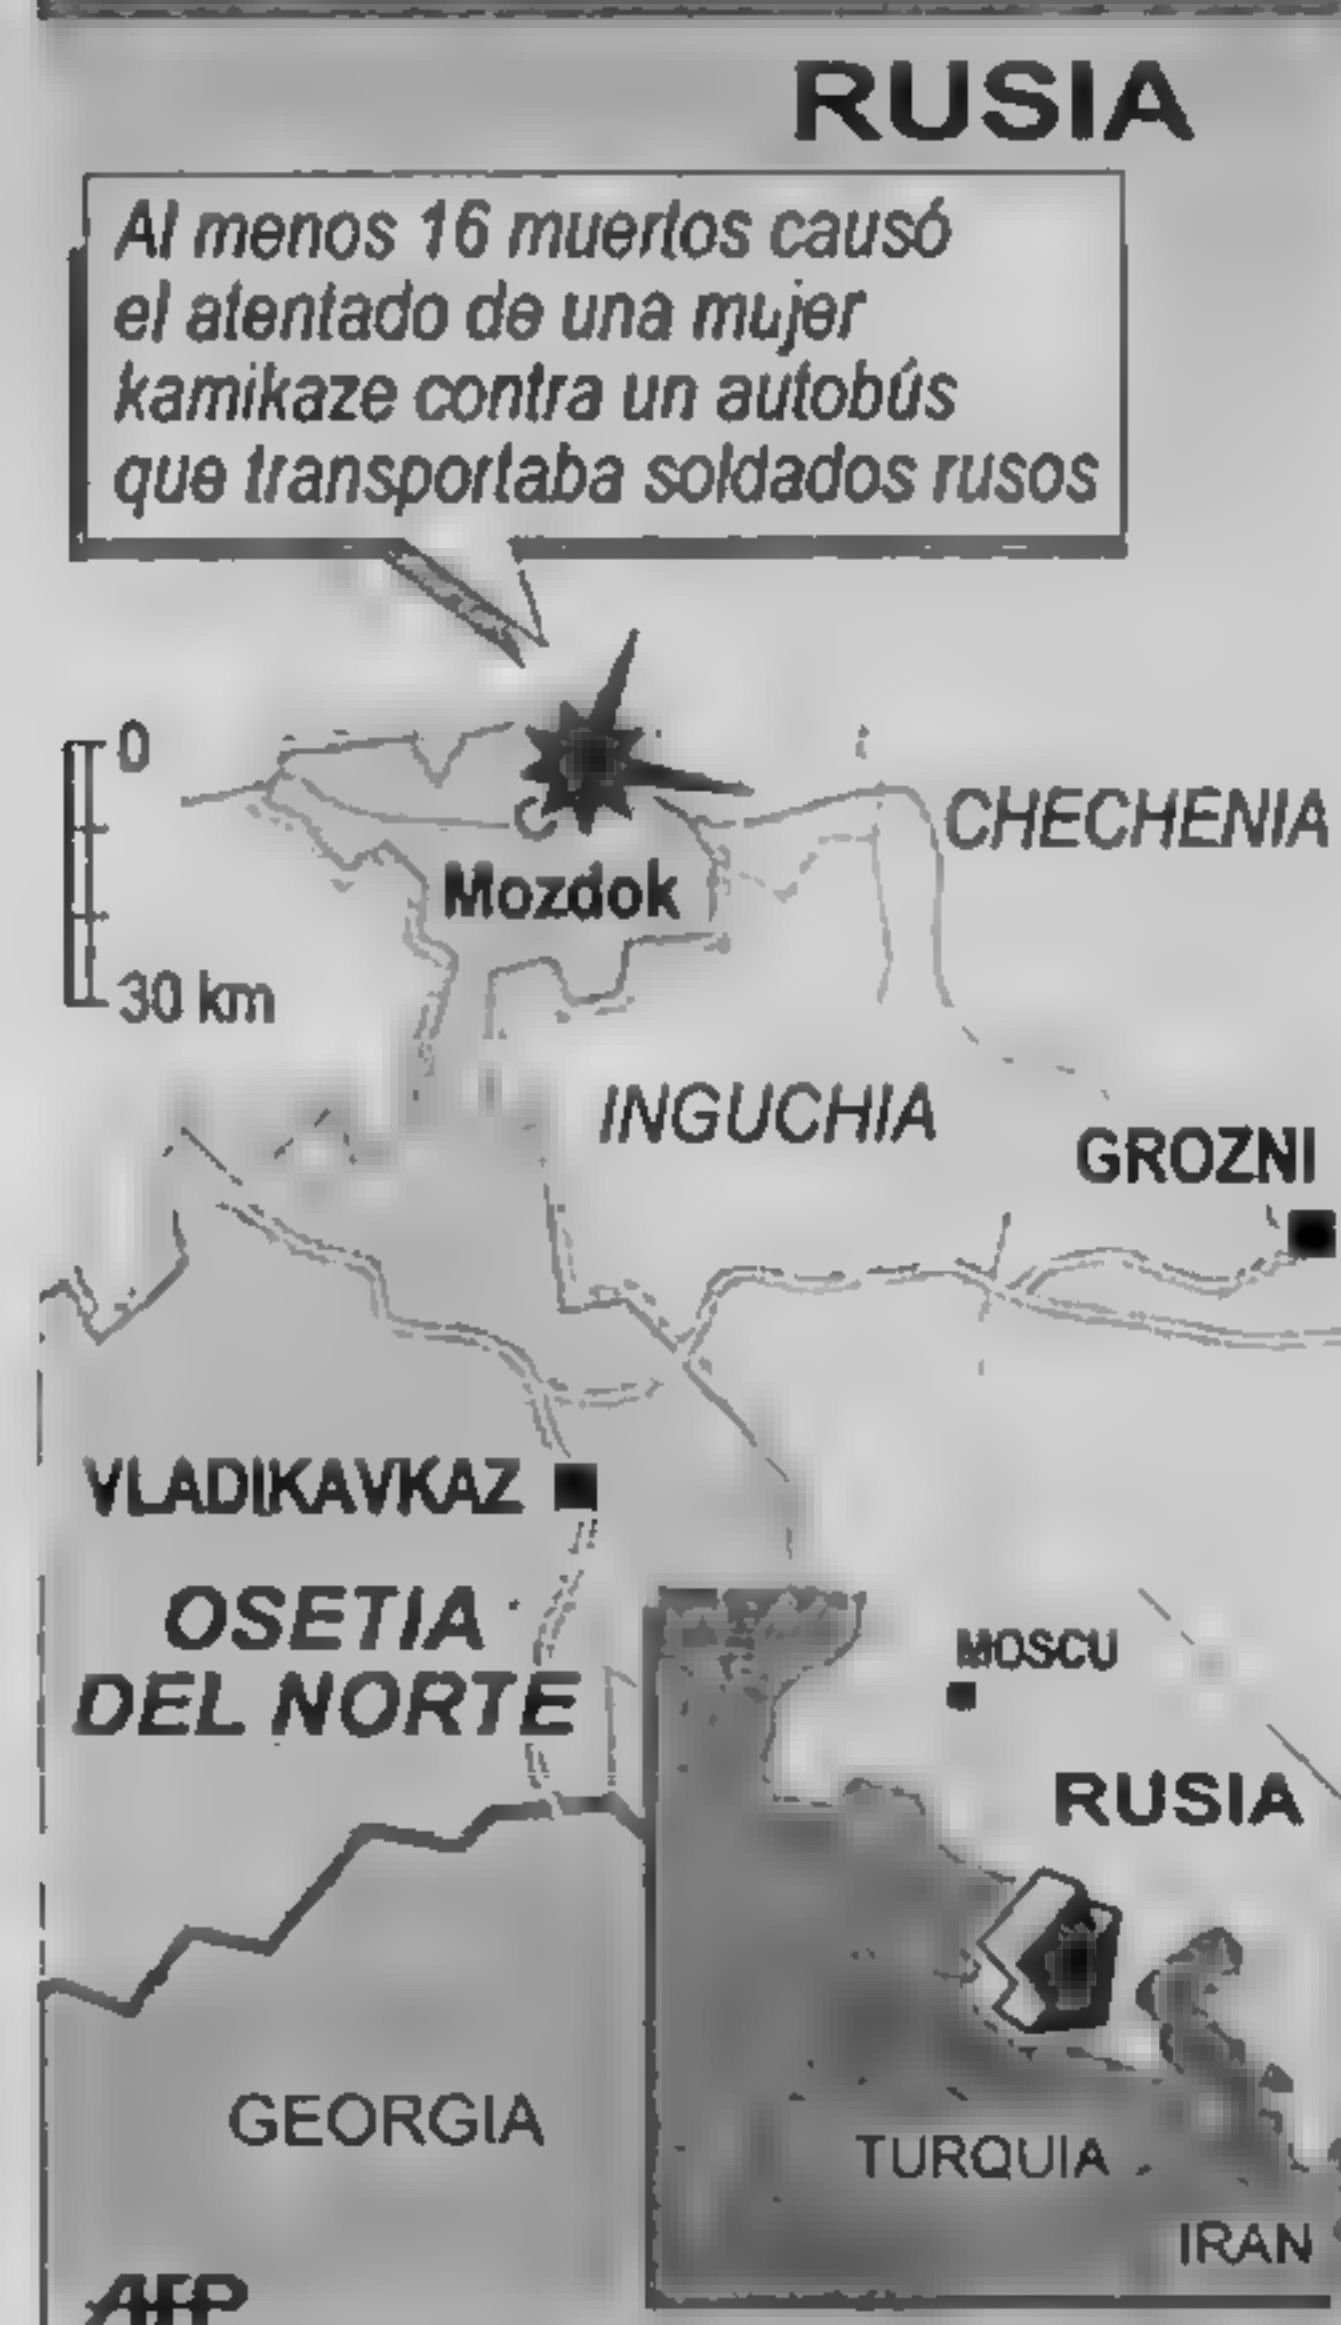 RUSIA
Al menos 16 muertos causó
el atentado de una mujer
kamikaze contra un autobús
que transportaba soldados rusos
0
30 km
CHECHENIA
Mozdok
INGUCHIA
GROZNI
VLADIKAVKAZ
OSETIA
DEL NORTE
MOSCU
RUSIA
GEORGIA
TURQUIA
IRAN
AFP